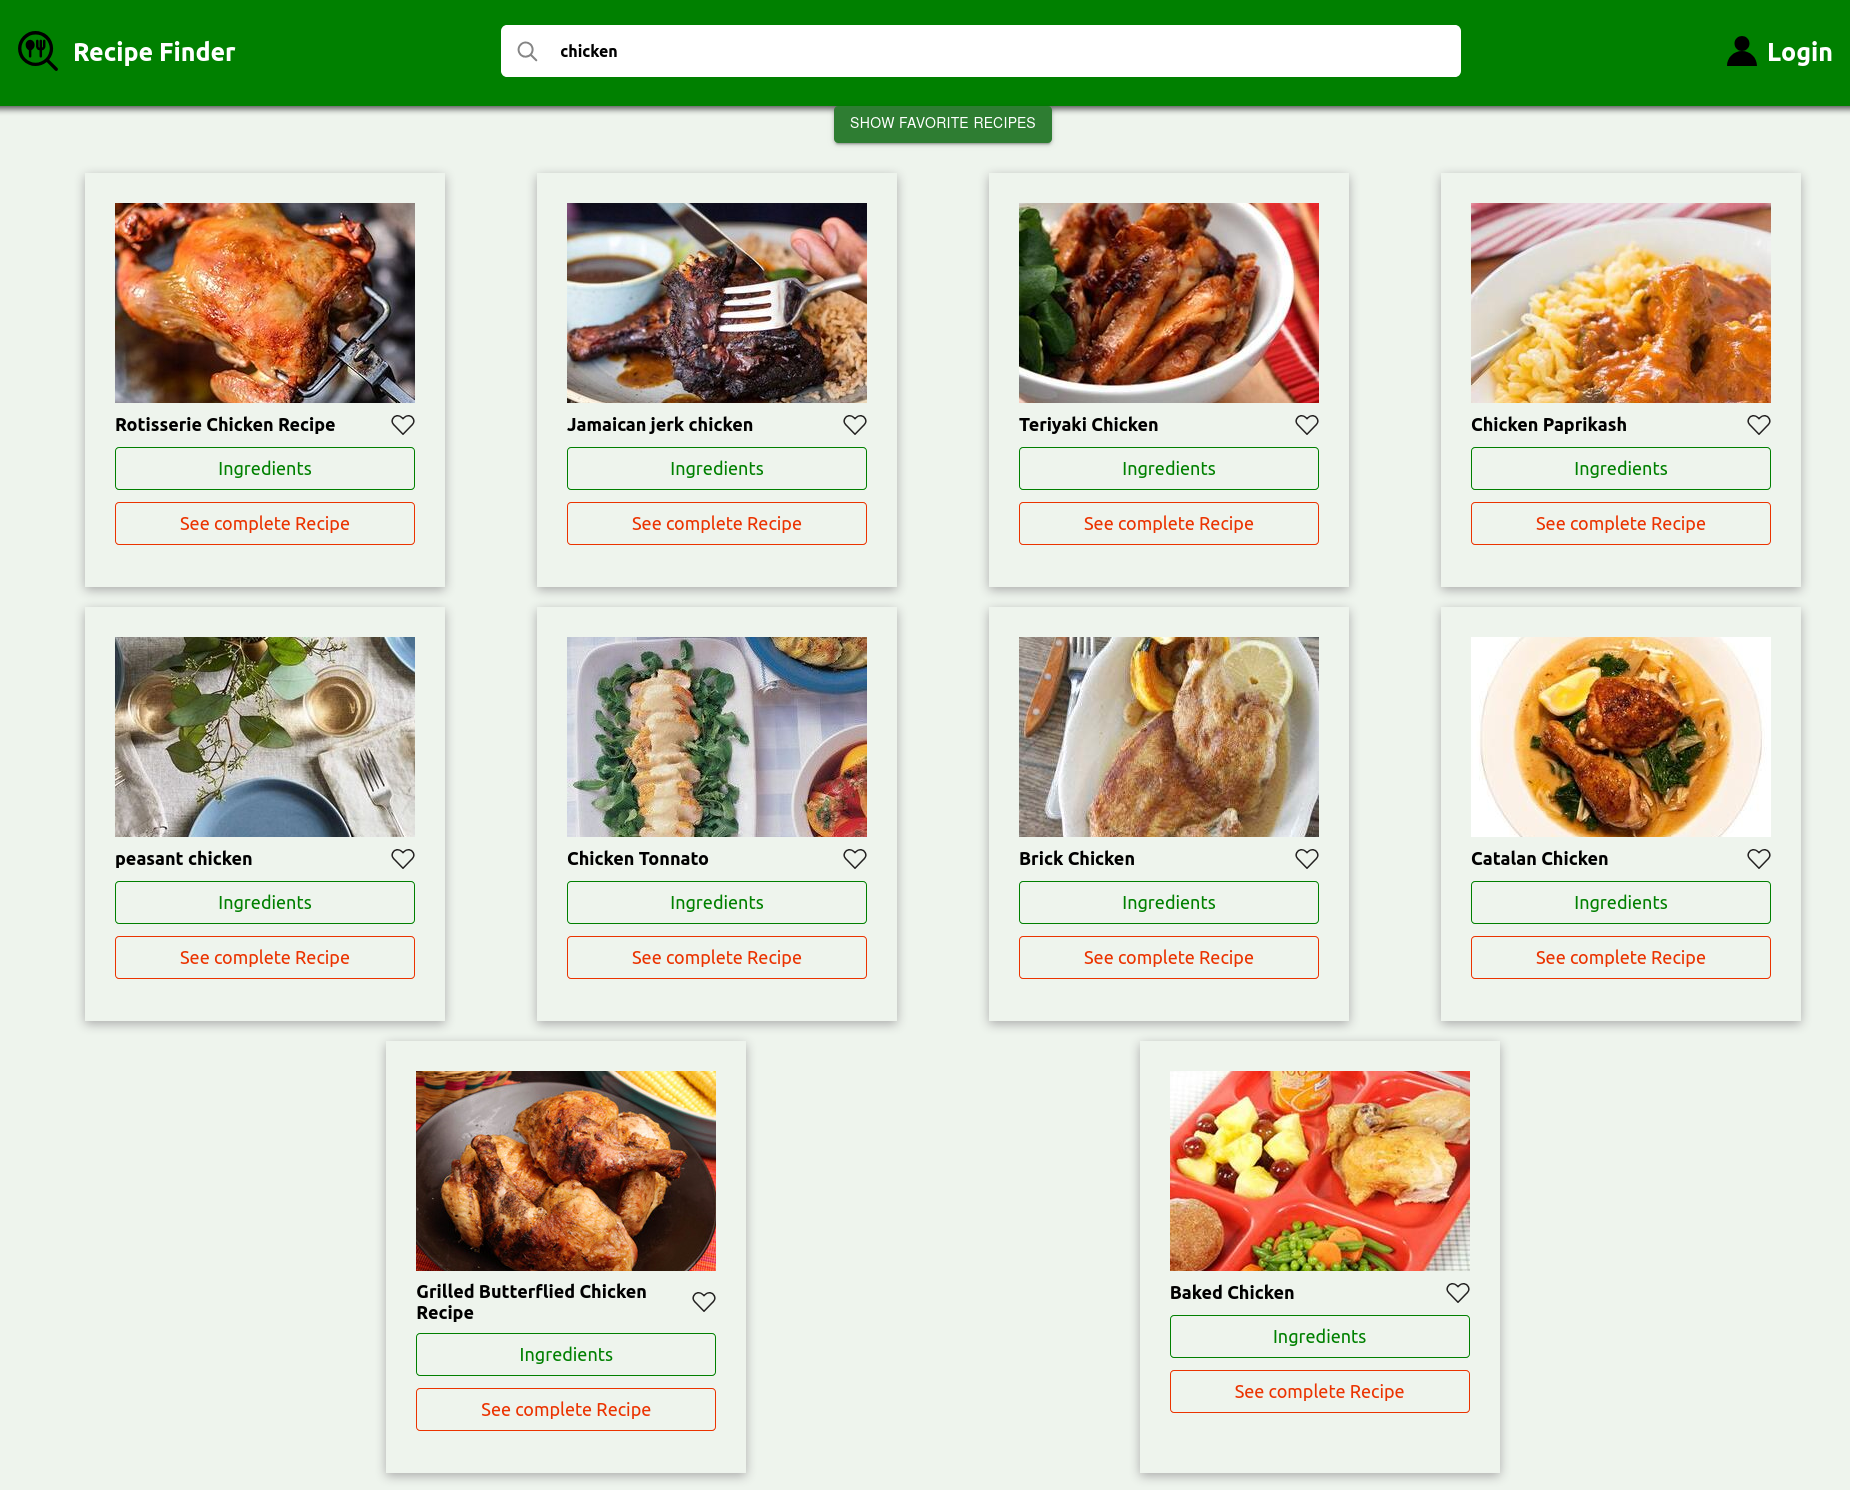 Recipe Finder
chicken
Login
SHOW FAVORITE RECIPES
Rotisserie Chicken Recipe
Ingredients
See complete Recipe
Jamaican jerk chicken
Ingredients
See complete Recipe
Teriyaki Chicken
Ingredients
See complete Recipe
Chicken Paprikash
Ingredients
See complete Recipe
peasant chicken
Ingredients
See complete Recipe
Chicken Tonnato
Ingredients
See complete Recipe
Brick Chicken
Ingredients
See complete Recipe
Catalan Chicken
Ingredients
See complete Recipe
Grilled Butterflied Chicken
Recipe
Ingredients
See complete Recipe
Baked Chicken
Ingredients
See complete Recipe